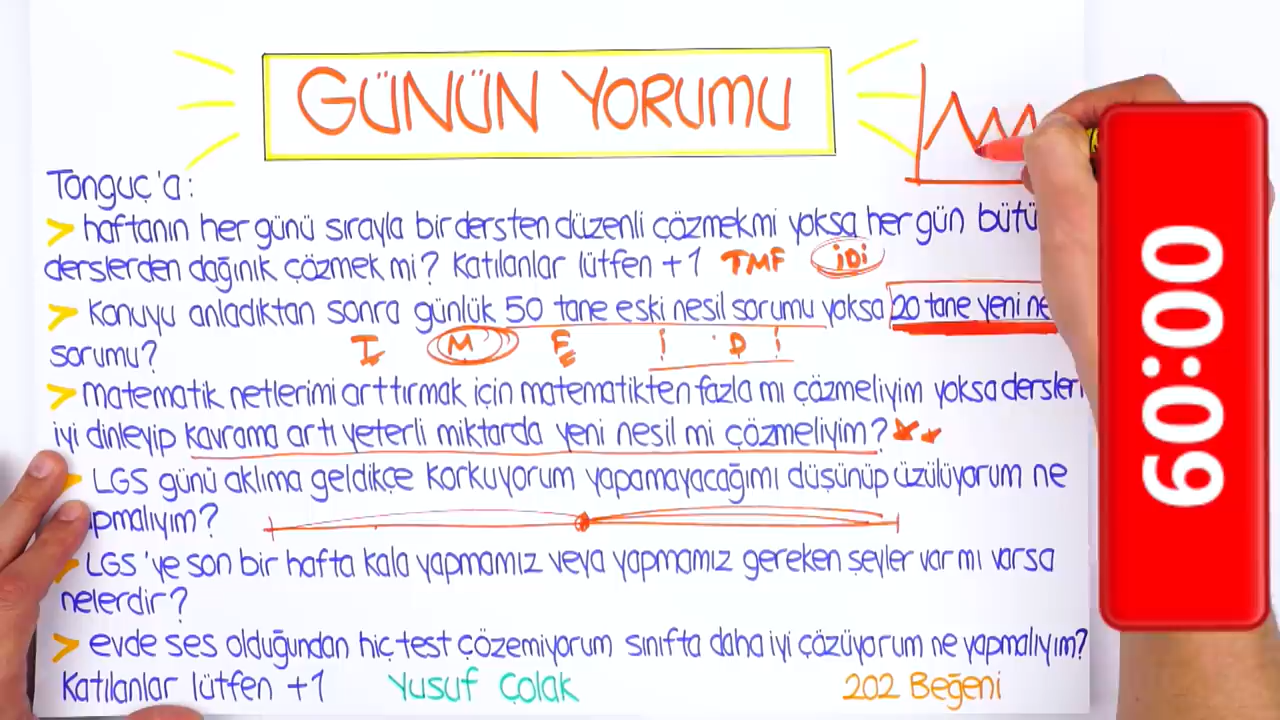 GÜNÜN YORUMU
Tonguç'a:
> haftanın her günü sırayla bir dersten düzenli çözmek mi yoksa her gün bütü
derslerden dağınık çözmek mi? Katılanlar lütfen +1 TMF İDİ
> Konuyu anladıktan sonra günlük 50 tane eski nesil sorumu yoksa 20 tane yeni ne
sorumu? T M F İ D İ
> matematik netlerimi arttırmak için matematikten fazla mı çözmeliyim yoksa dersleri
iyi dinleyip kavrama artı yeterli miktarda yeni nesil mi çözmeliyim?
> LGS günü aklıma geldikçe korkuyorum yapamayacağımı düşünüp üzülüyorum ne
apmalıyım?
> LGS'ye son bir hafta kala yapmamız veya yapmamız gereken şeyler var mı varsa
nelerdir?
> evde ses olduğundan hiç test çözemiyorum sınıfta daha iyi çözüyorum ne yapmalıyım?
Katılanlar lütfen +1 Yusuf Çolak 202 Beğeni
60:00